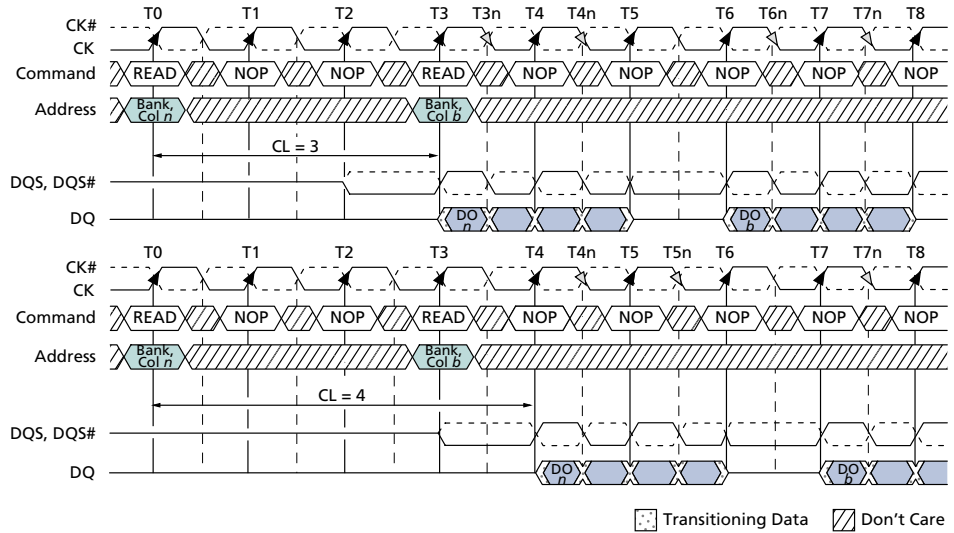 T0 T1 T2 T3 T3n T4 T4n T5 T6 T6n T7 T7n T8
CK#
CK
Command READ NOP NOP READ NOP NOP NOP NOP NOP
Address Bank, Col n Bank, Col b
CL = 3
DQS, DQS#
DQ DO n DO b
T0 T1 T2 T3 T4 T4n T5 T5n T6 T7 T7n T8
CK#
CK
Command READ NOP NOP READ NOP NOP NOP NOP NOP
Address Bank, Col n Bank, Col b
CL = 4
DQS, DQS#
DQ DO n DO b
Transitioning Data Don't Care